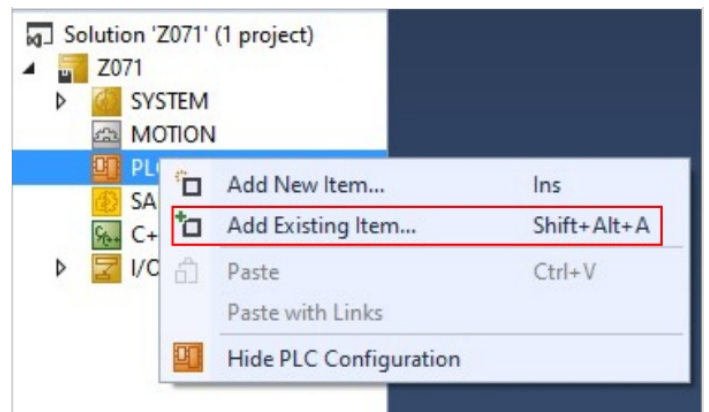 Solution 'Z071' (1 project)
Z071
SYSTEM
MOTION
PL
Add New Item... Ins
SA
Add Existing Item... Shift+Alt+A
C+
I/O
Paste Ctrl+V
Paste with Links
Hide PLC Configuration